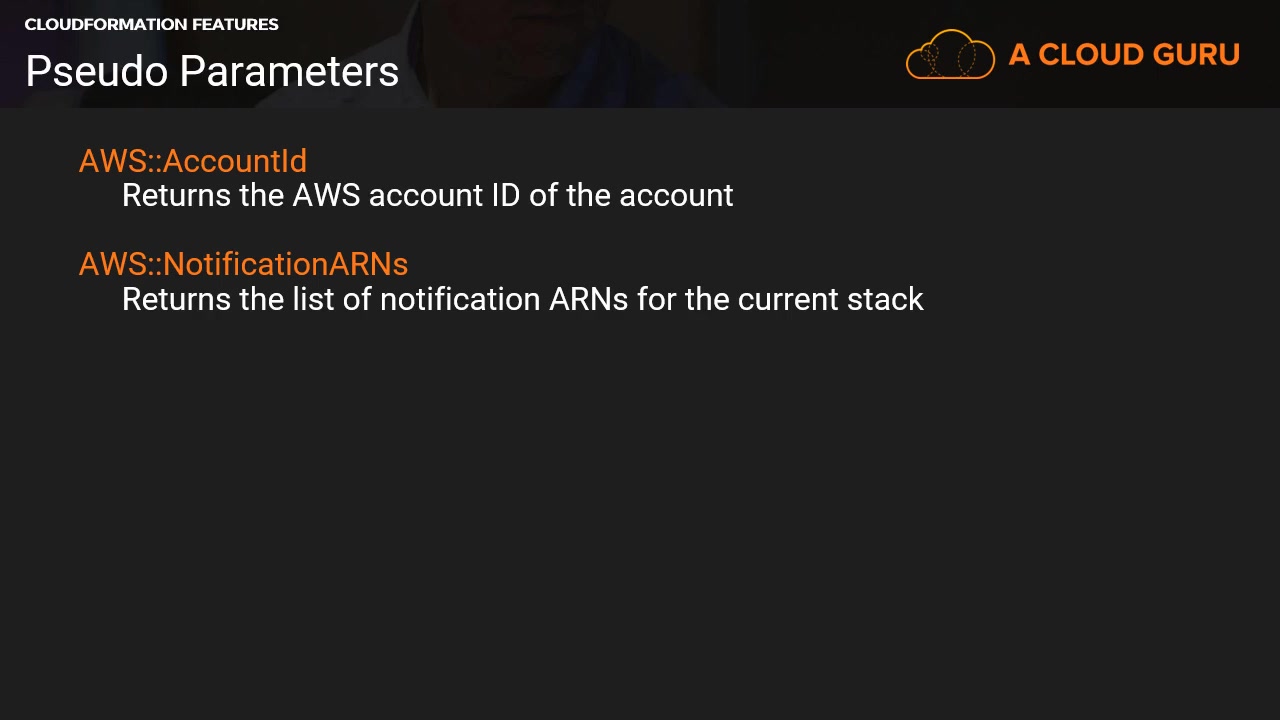 CLOUDFORMATION FEATURES
Pseudo Parameters
A CLOUD GURU
AWS::AccountId
Returns the AWS account ID of the account
AWS::NotificationARNs
Returns the list of notification ARNs for the current stack